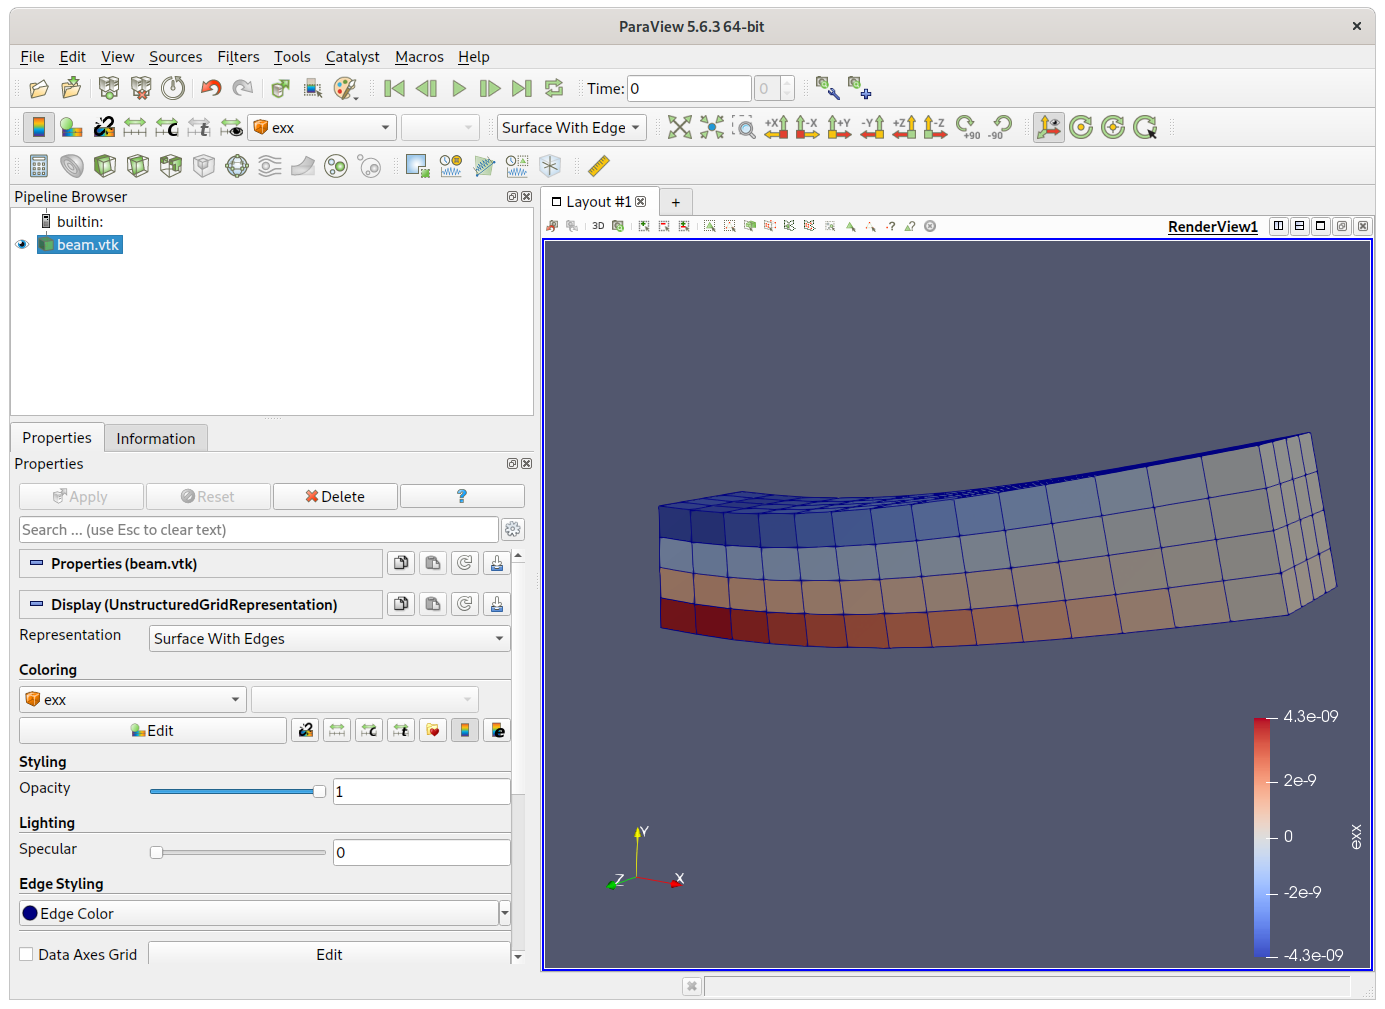 ParaView 5.6.3 64-bit
File Edit View Sources Filters Tools Catalyst Macros Help
Time: 0 0
exx Surface With Edge +X -X +Y -Y +Z -Z +90 -90
Pipeline Browser
builtin:
beam.vtk
Layout #1 +
3D RenderView1
Properties Information
Properties
Apply Reset Delete ?
Search ... (use Esc to clear text)
Properties (beam.vtk)
Display (UnstructuredGridRepresentation)
Representation Surface With Edges
Coloring
exx
Edit
Styling
Opacity 1
Lighting
Specular 0
Edge Styling
Edge Color
Data Axes Grid Edit
4.3e-09
2e-9
0
-2e-9
-4.3e-09
exx
Y
Z X